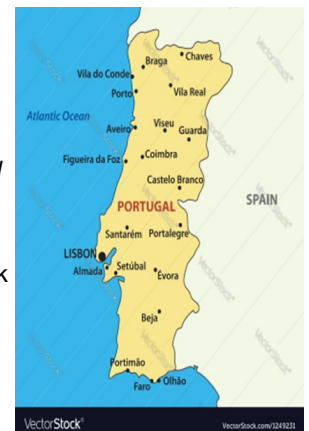 Chaves
Braga
Vila do Conde
Porto
Vila Real
Atlantic Ocean
Aveiro
Viseu
Guarda
Figueira da Foz
Coimbra
Castelo Branco
PORTUGAL
SPAIN
Santarém
Portalegre
LISBON
Almada
Setúbal
Évora
Beja
Portimão
Faro
Olhão
VectorStock®
VectorStock.com/1249231